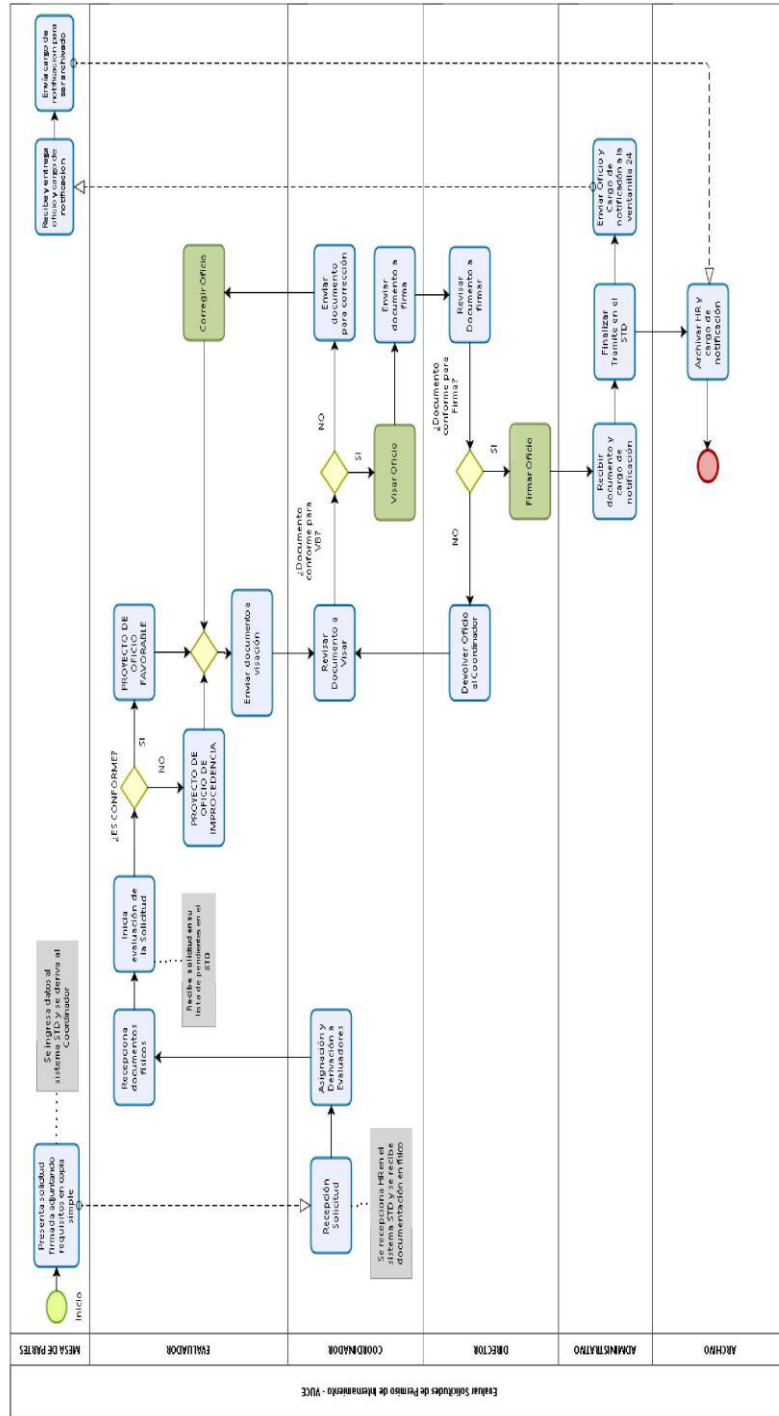 Evaluar Solicitudes de Permiso de Internamiento - VUCE
MESA DE PARTES
Inicio
Presenta solicitud
firmada adjuntando
requisitos en copia
simple
Se ingresa datos al
sistema STD y se deriva al
Coordinador
Recibe y entrega
oficio y cargo de
notificacion
Envía cargo de
notificacion para
ser archivado
EVALUADOR
Recepciona
documentos
físicos
Inicia
evaluación de
la Solicitud
Recibe solicitud en su
lista de pendientes en el
STD
¿ES CONFORME?
SI
NO
PROYECTO DE
OFICIO
FAVORABLE
PROYECTO DE
OFICIO DE
IMPROCEDENCIA
Enviar documento a
visación
Corregir Oficio
COORDINADOR
Recepción
Solicitud
Se recepciona HR en el
sistema STD y se recibe
documentación en físico
Asignación y
Derivación a
Evaluadores
Revisar
Documento a
Visar
¿Documento
conforme para
VB?
NO
SI
Enviar
documento
para corrección
Visar Oficio
Enviar
documento a
firma
DIRECTOR
Revisar
Documento a
firmar
¿Documento
conforme para
Firma?
NO
SI
Devolver Oficio
al Coordinador
Firmar Oficio
ADMINISTRATIVO
Recibir
documento y
cargo de
notificación
Finalizar
Tramite en el
STD
Enviar Oficio y
Cargo de
notificación a la
ventanilla 24
ARCHIVO
Archivar HR y
cargo de
notificación